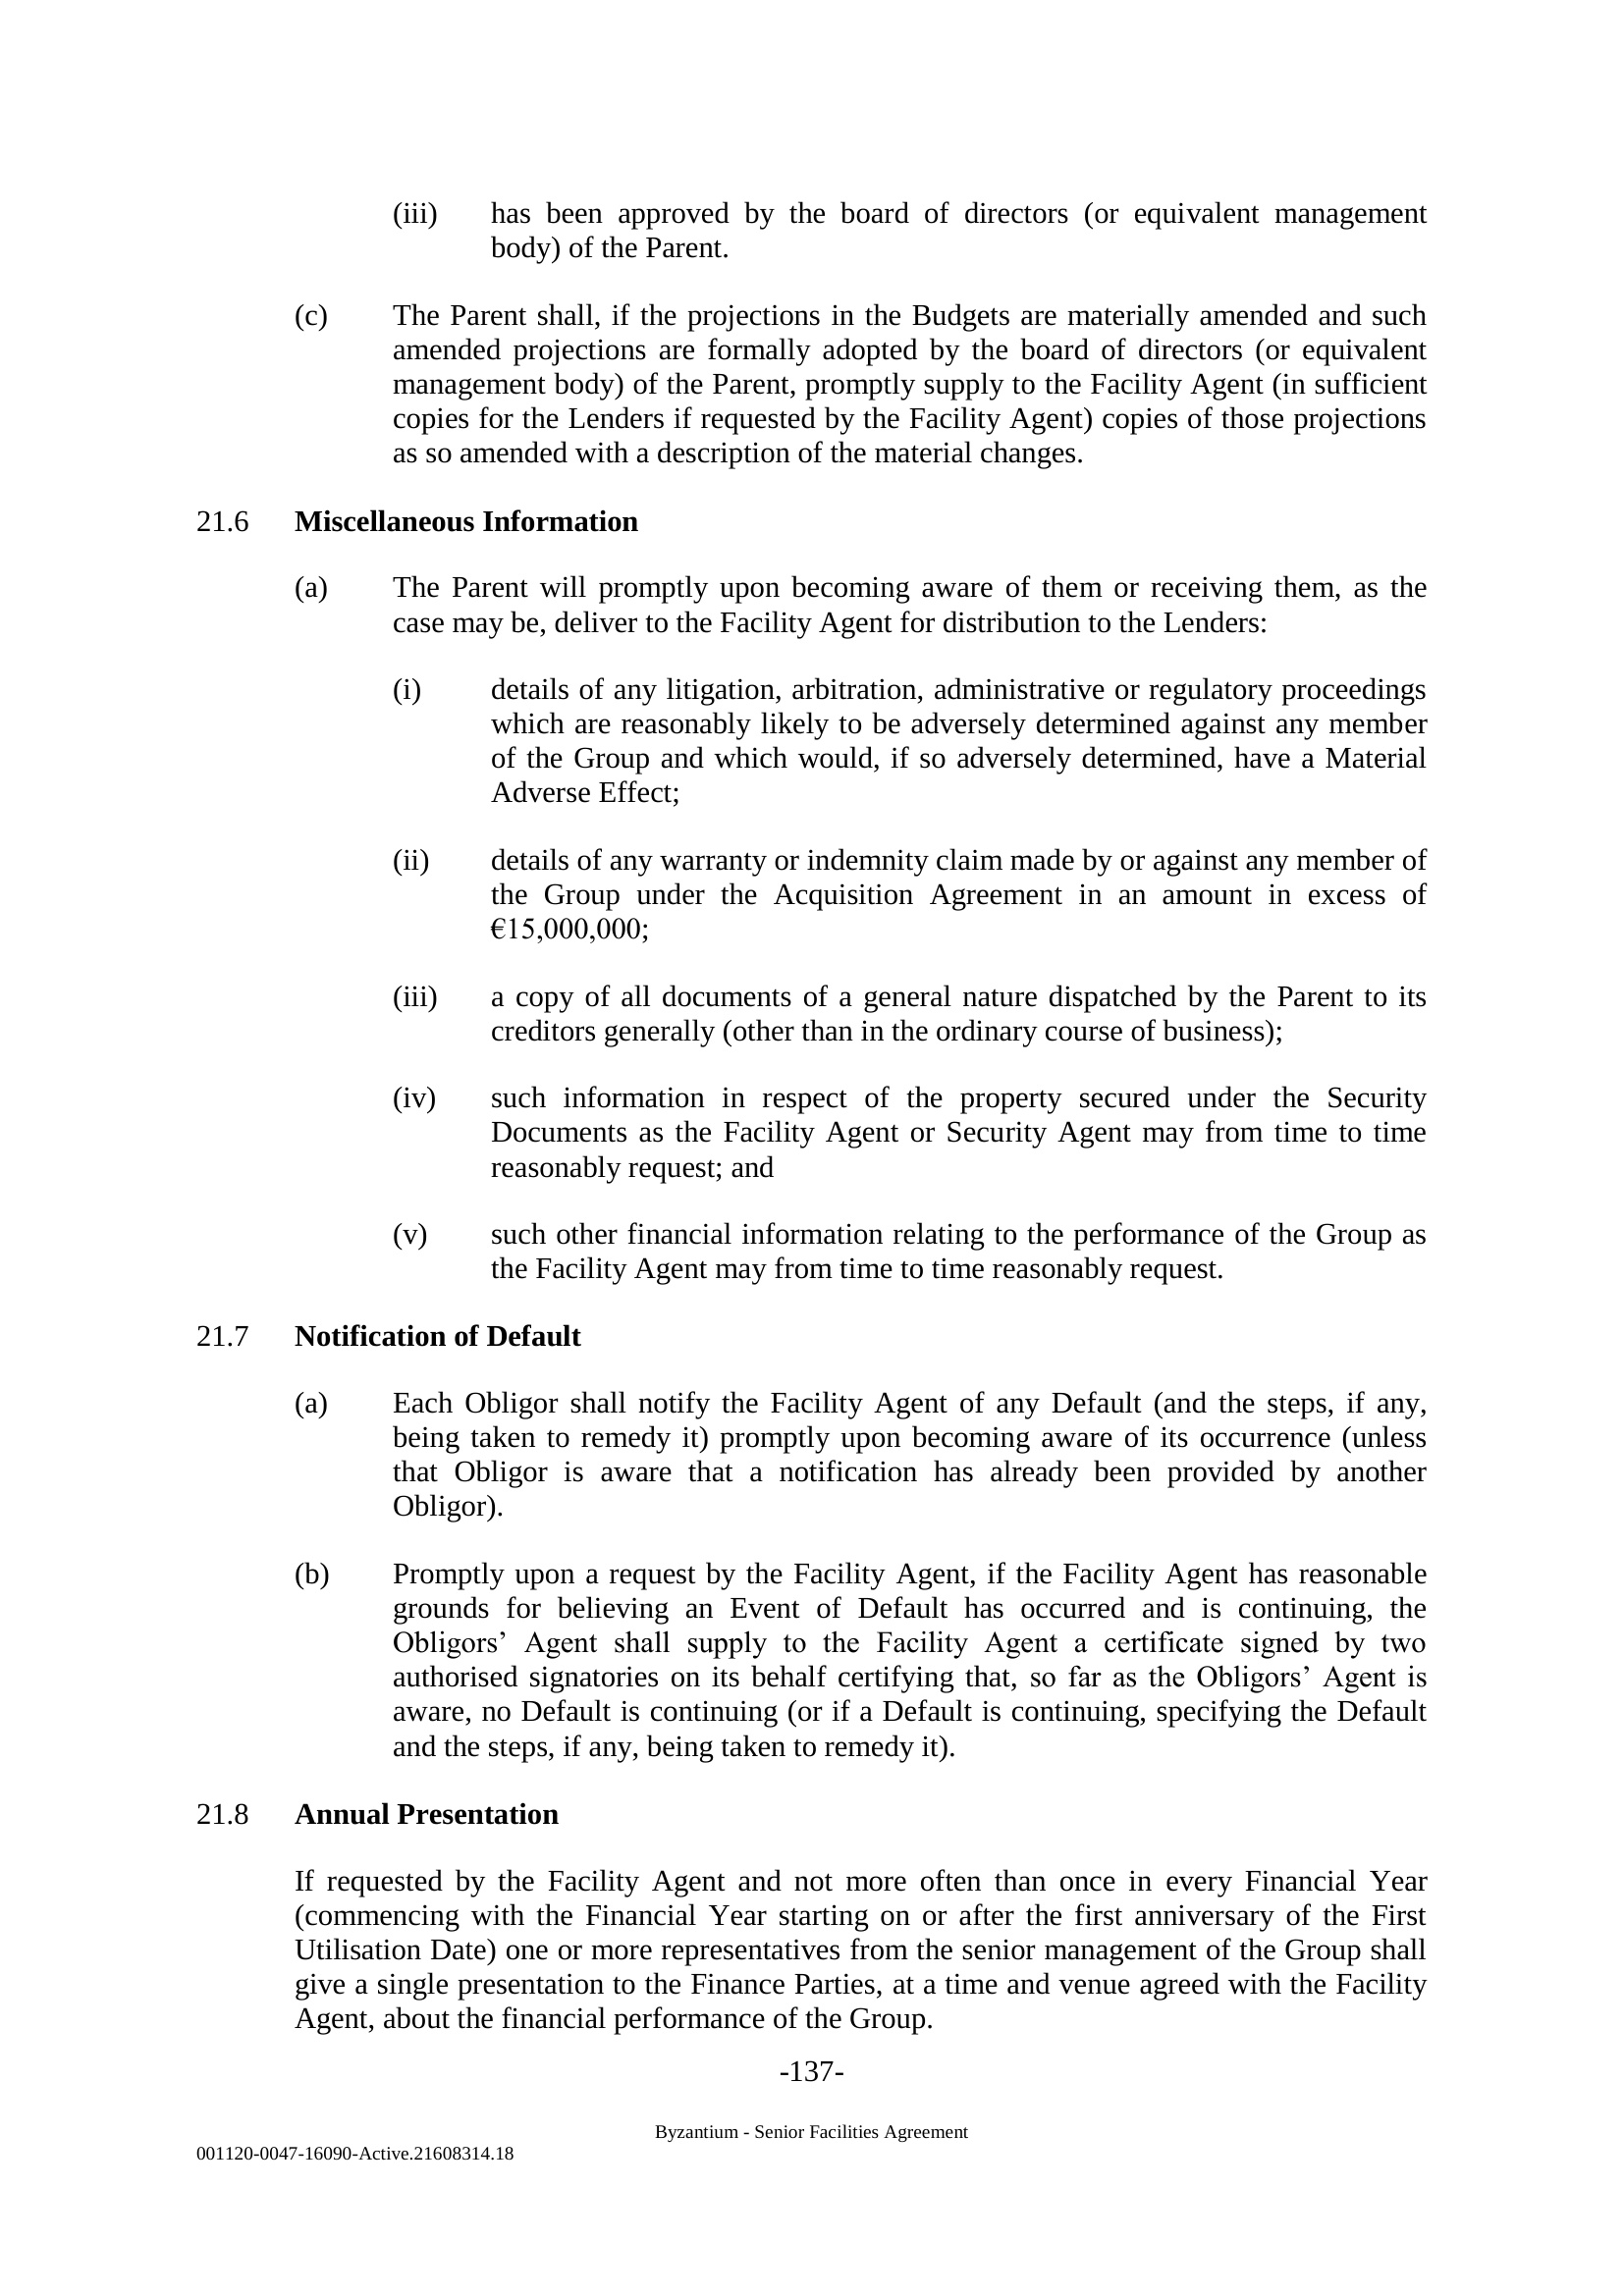 (iii) has been approved by the board of directors (or equivalent management
body) of the Parent.
(c) The Parent shall, if the projections in the Budgets are materially amended and such
amended projections are formally adopted by the board of directors (or equivalent
management body) of the Parent, promptly supply to the Facility Agent (in sufficient
copies for the Lenders if requested by the Facility Agent) copies of those projections
as so amended with a description of the material changes.
21.6 Miscellaneous Information
(a) The Parent will promptly upon becoming aware of them or receiving them, as the
case may be, deliver to the Facility Agent for distribution to the Lenders:
(i) details of any litigation, arbitration, administrative or regulatory proceedings
which are reasonably likely to be adversely determined against any member
of the Group and which would, if so adversely determined, have a Material
Adverse Effect;
(ii) details of any warranty or indemnity claim made by or against any member of
the Group under the Acquisition Agreement in an amount in excess of
€15,000,000;
(iii) a copy of all documents of a general nature dispatched by the Parent to its
creditors generally (other than in the ordinary course of business);
(iv) such information in respect of the property secured under the Security
Documents as the Facility Agent or Security Agent may from time to time
reasonably request; and
(v) such other financial information relating to the performance of the Group as
the Facility Agent may from time to time reasonably request.
21.7 Notification of Default
(a) Each Obligor shall notify the Facility Agent of any Default (and the steps, if any,
being taken to remedy it) promptly upon becoming aware of its occurrence (unless
that Obligor is aware that a notification has already been provided by another
Obligor).
(b) Promptly upon a request by the Facility Agent, if the Facility Agent has reasonable
grounds for believing an Event of Default has occurred and is continuing, the
Obligors’ Agent shall supply to the Facility Agent a certificate signed by two
authorised signatories on its behalf certifying that, so far as the Obligors’ Agent is
aware, no Default is continuing (or if a Default is continuing, specifying the Default
and the steps, if any, being taken to remedy it).
21.8 Annual Presentation
If requested by the Facility Agent and not more often than once in every Financial Year
(commencing with the Financial Year starting on or after the first anniversary of the First
Utilisation Date) one or more representatives from the senior management of the Group shall
give a single presentation to the Finance Parties, at a time and venue agreed with the Facility
Agent, about the financial performance of the Group.
-137-
Byzantium - Senior Facilities Agreement
001120-0047-16090-Active.21608314.18